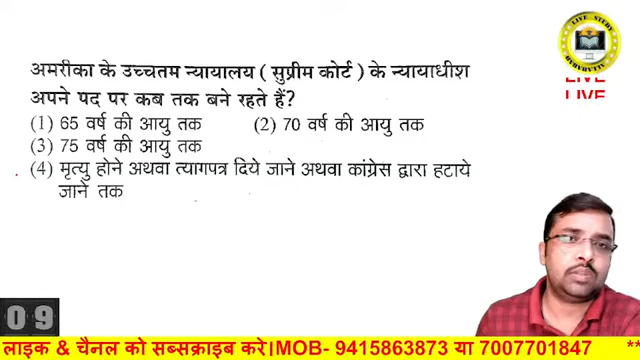 LIVE STUDY
LIVE
LIVE
अमरीका के उच्चतम न्यायालय ( सुप्रीम कोर्ट ) के न्यायाधीश
अपने पद पर कब तक बने रहते हैं?
(1) 65 वर्ष की आयु तक (2) 70 वर्ष की आयु तक
(3) 75 वर्ष की आयु तक
(4) मृत्यु होने अथवा त्यागपत्र दिये जाने अथवा कांग्रेस द्वारा हटाये
जाने तक
09
लाइक & चैनल को सब्सक्राइब करे।MOB- 9415863873 या 7007701847 **